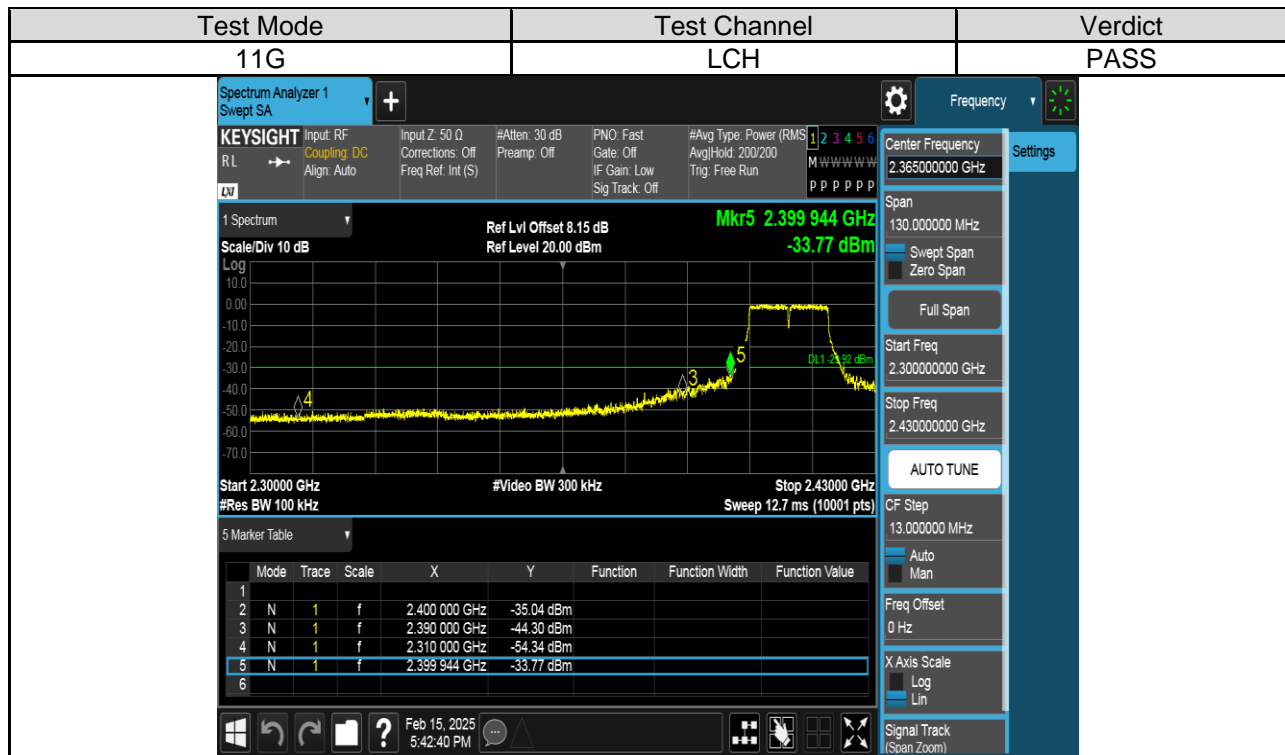 Test Mode Test Channel Verdict
11G LCH PASS
Spectrum Analyzer 1
Swept SA
+
Frequency
KEYSIGHT
RL
LXI
Input: RF
Coupling: DC
Align: Auto
Input Z: 50 Ω
Corrections: Off
Freq Ref: Int (S)
#Atten: 30 dB
Preamp: Off
PNO: Fast
Gate: Off
IF Gain: Low
Sig Track: Off
#Avg Type: Power (RMS
Avg|Hold: 200/200
Trig: Free Run
1 2 3 4 5 6
M W W W W W
P P P P P P
1 Spectrum
Scale/Div 10 dB
Ref Lvl Offset 8.15 dB
Ref Level 20.00 dBm
Mkr5 2.399 944 GHz
-33.77 dBm
Log
10.0
0.00
-10.0
-20.0
-30.0
-40.0
-50.0
-60.0
-70.0
4
3
5
Start 2.30000 GHz #Video BW 300 kHz Stop 2.43000 GHz
#Res BW 100 kHz Sweep 12.7 ms (10001 pts)
5 Marker Table
Mode Trace Scale X Y Function Function Width Function Value
1
2 N 1 f 2.400 000 GHz -35.04 dBm
3 N 1 f 2.390 000 GHz -44.30 dBm
4 N 1 f 2.310 000 GHz -54.34 dBm
5 N 1 f 2.399 944 GHz -33.77 dBm
6
Center Frequency
2.365000000 GHz
Settings
Span
130.000000 MHz
Swept Span
Zero Span
Full Span
Start Freq
2.300000000 GHz
Stop Freq
2.430000000 GHz
AUTO TUNE
CF Step
13.000000 MHz
Auto
Man
Freq Offset
0 Hz
X Axis Scale
Log
Lin
Signal Track
(Span Zoom)
?
Feb 15, 2025
5:42:40 PM